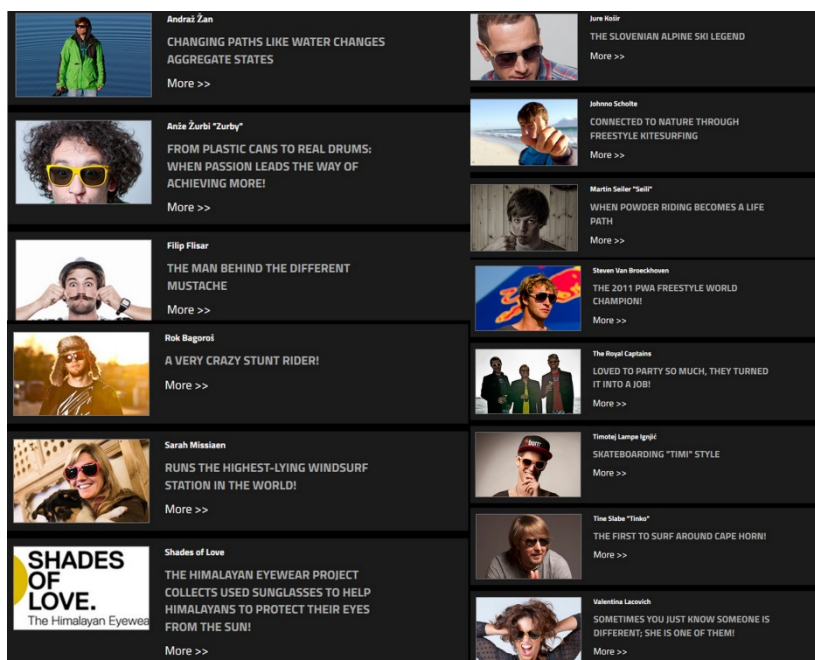 Andraž Žan
CHANGING PATHS LIKE WATER CHANGES
AGGREGATE STATES
More >>
Anže Žurbi "Zurby"
FROM PLASTIC CANS TO REAL DRUMS:
WHEN PASSION LEADS THE WAY OF
ACHIEVING MORE!
More >>
Filip Flisar
THE MAN BEHIND THE DIFFERENT
MUSTACHE
More >>
Rok Bagoroš
A VERY CRAZY STUNT RIDER!
More >>
Sarah Missiaen
RUNS THE HIGHEST-LYING WINDSURF
STATION IN THE WORLD!
More >>
SHADES
OF
LOVE.
The Himalayan Eyewea
Shades of Love
THE HIMALAYAN EYEWEAR PROJECT
COLLECTS USED SUNGLASSES TO HELP
HIMALAYANS TO PROTECT THEIR EYES
FROM THE SUN!
More >>
Jure Košir
THE SLOVENIAN ALPINE SKI LEGEND
More >>
Johnno Scholte
CONNECTED TO NATURE THROUGH
FREESTYLE KITESURFING
More >>
Martin Seiler "Seili"
WHEN POWDER RIDING BECOMES A LIFE
PATH
More >>
Steven Van Broeckhoven
THE 2011 PWA FREESTYLE WORLD
CHAMPION!
More >>
The Royal Captains
LOVED TO PARTY SO MUCH, THEY TURNED
IT INTO A JOB!
More >>
Timotej Lampe Ignjić
SKATEBOARDING "TIMI" STYLE
More >>
Tine Slabe "Tinko"
THE FIRST TO SURF AROUND CAPE HORN!
More >>
Valentina Lacovich
SOMETIMES YOU JUST KNOW SOMEONE IS
DIFFERENT; SHE IS ONE OF THEM!
More >>